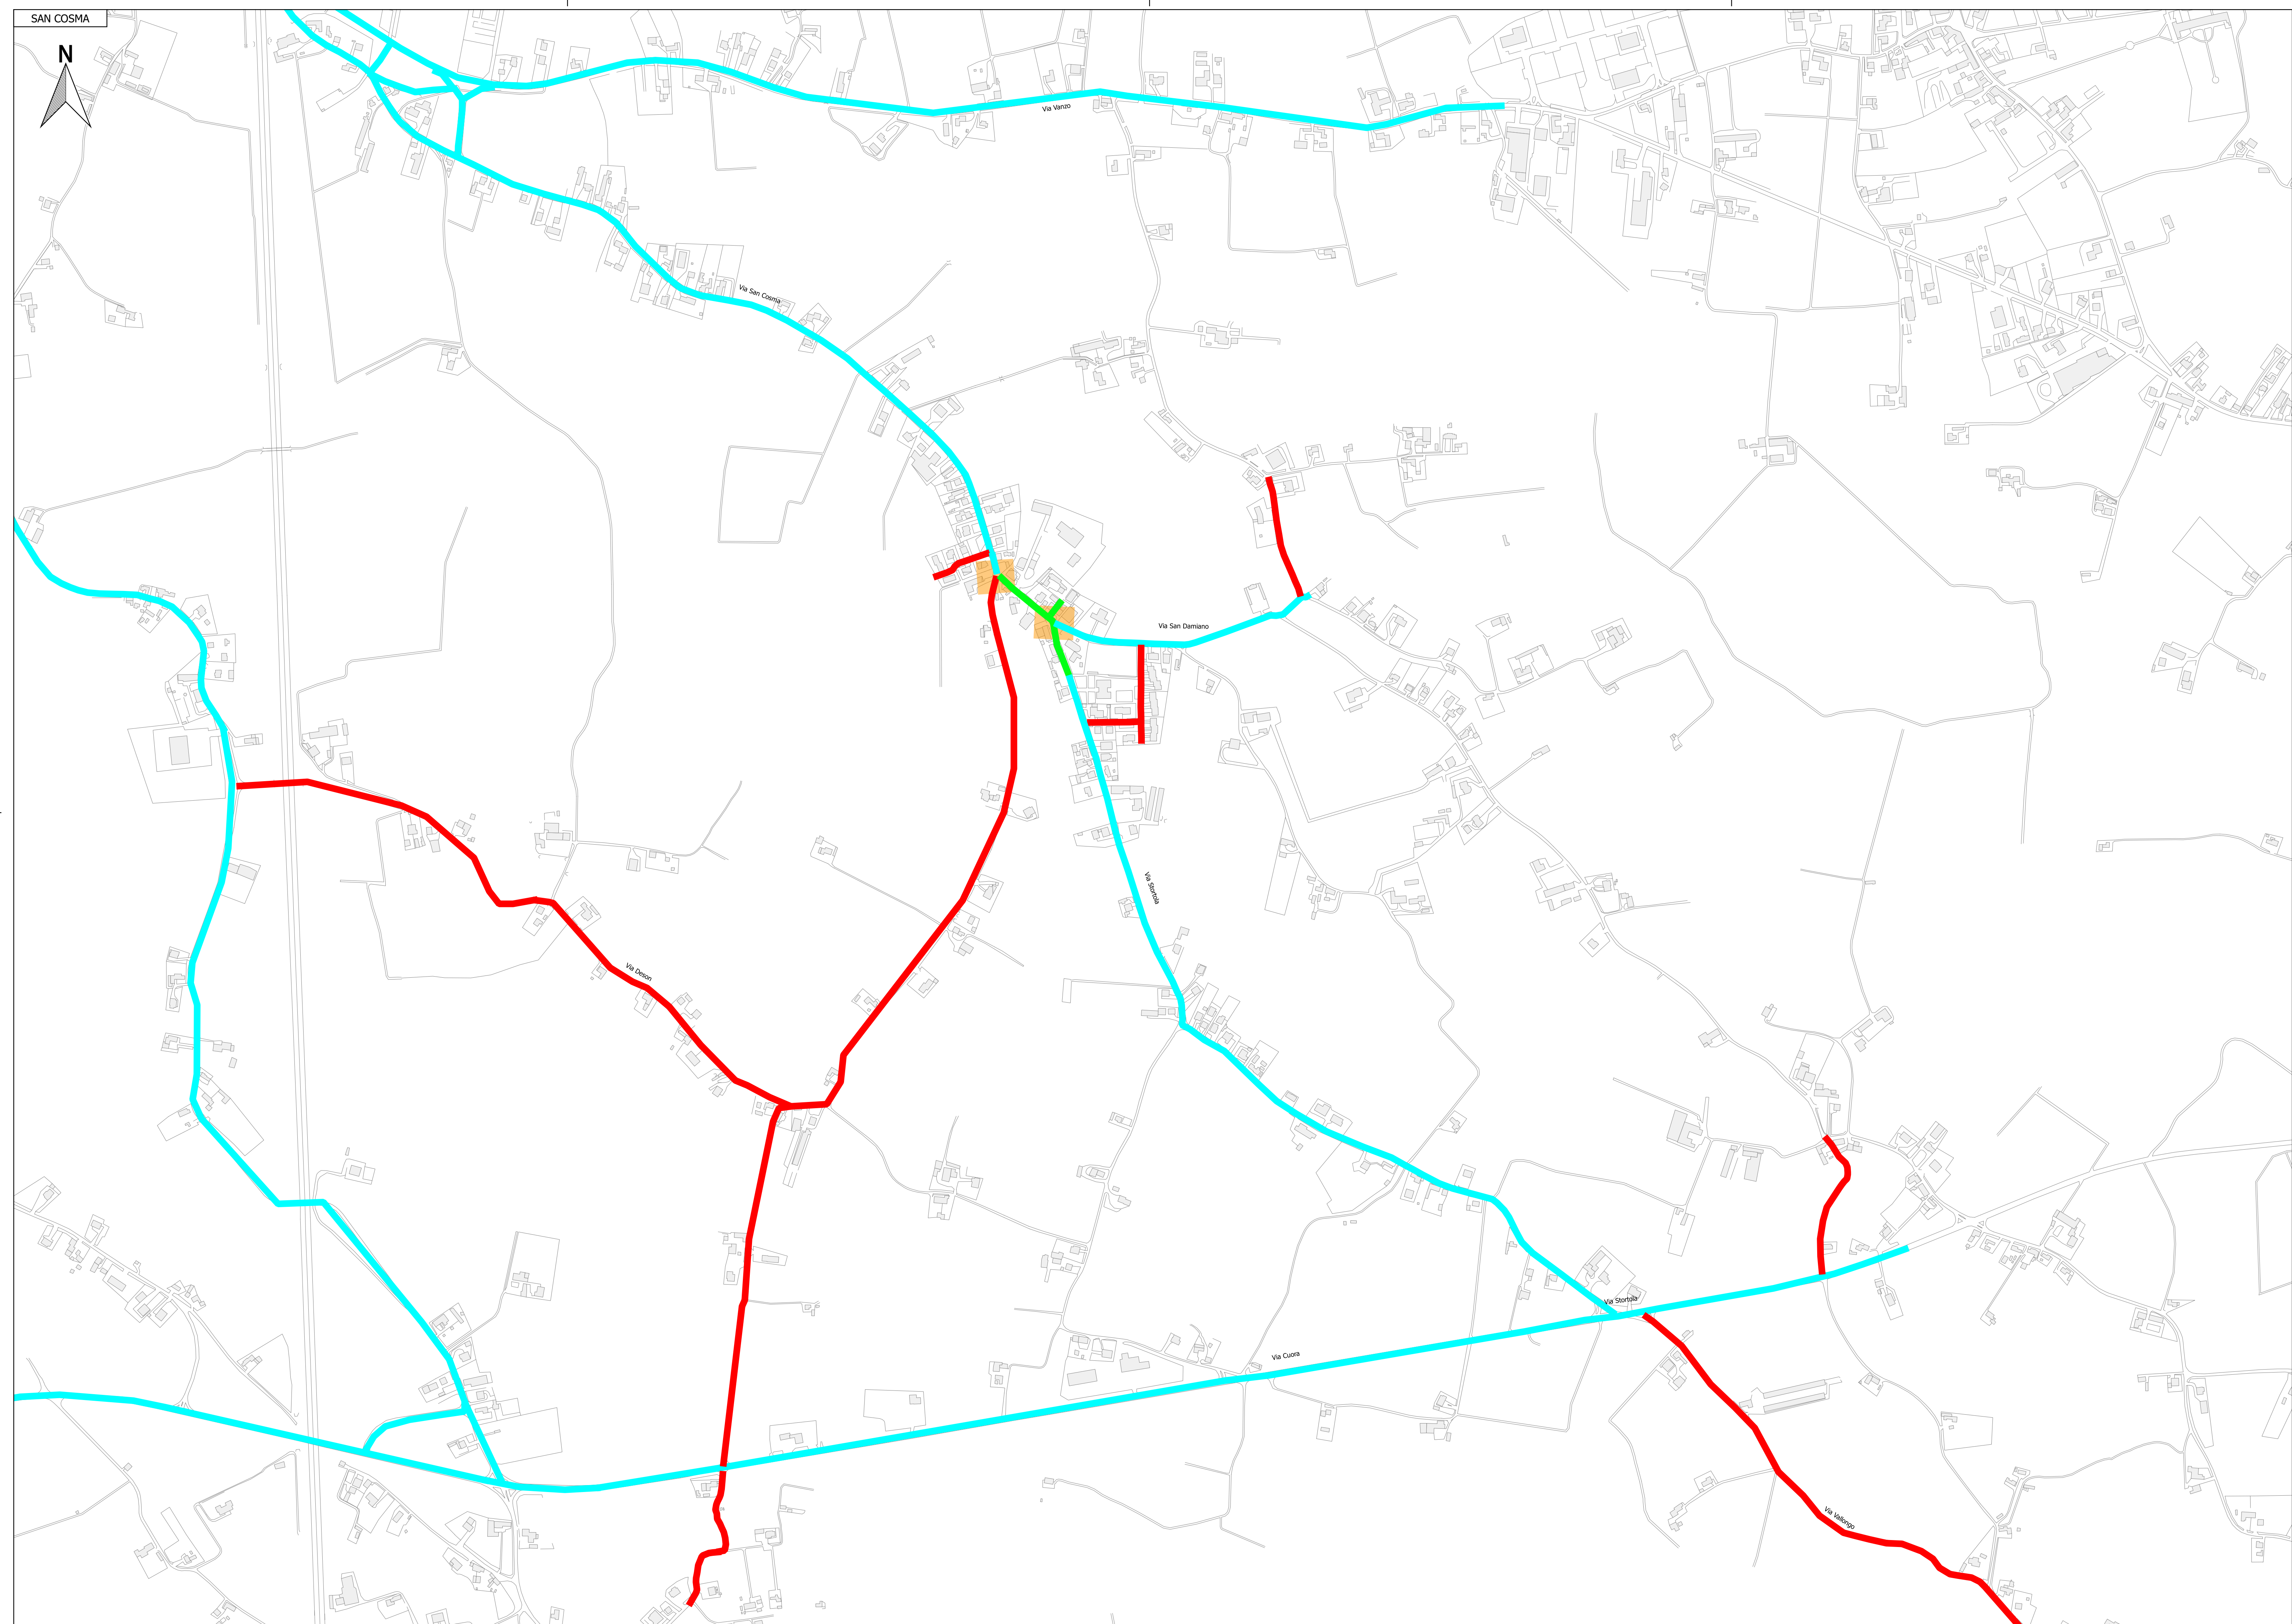 SAN COSMA
N
Via Vanzo
Via San Cosma
Via San Damiano
Via Stortola
Via Deson
Via Stortola
Via Cuora
Via Vallongo